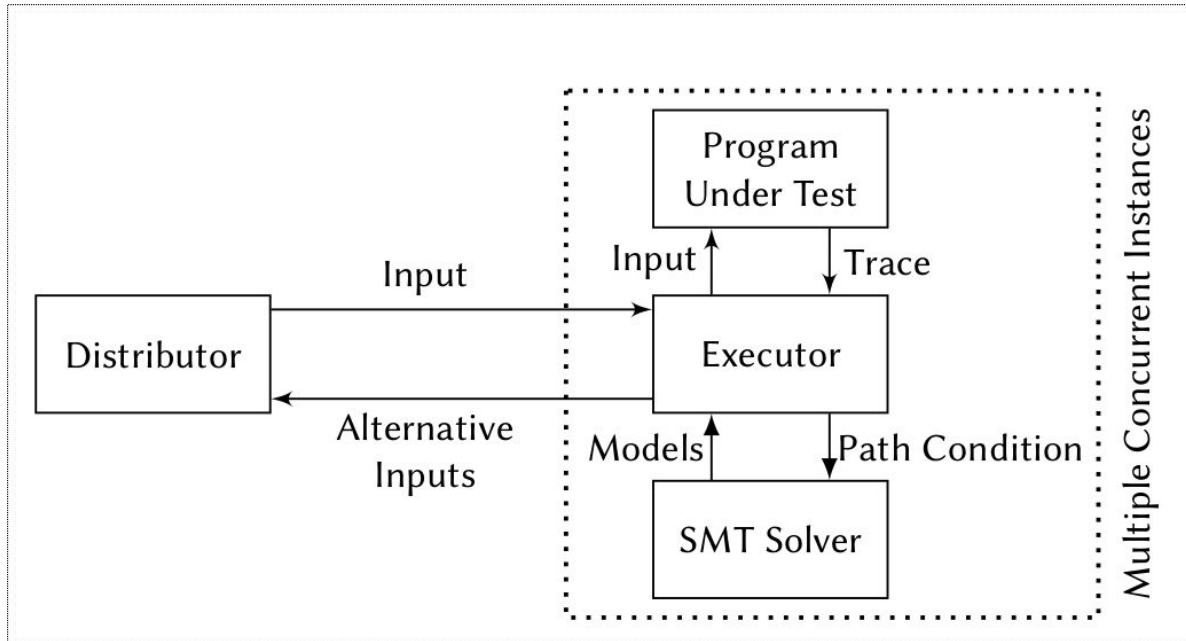 Program
Under Test
Input
Trace
Input
Distributor
Executor
Alternative
Inputs
Models
Path Condition
SMT Solver
Multiple Concurrent Instances